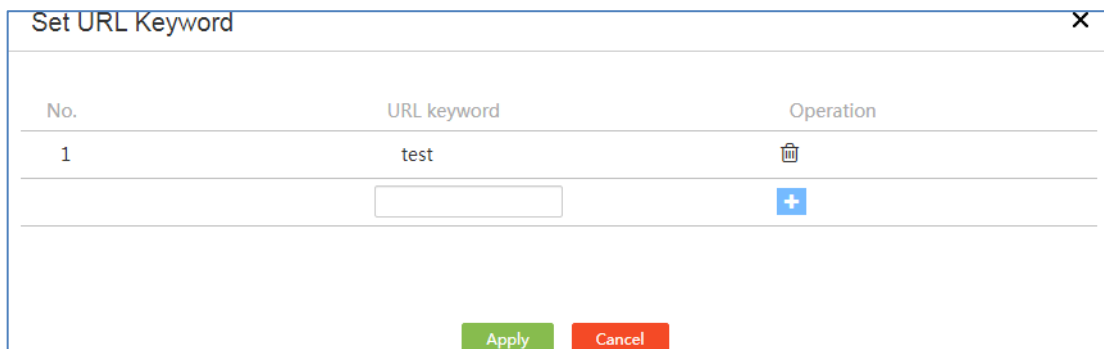 Set URL Keyword
No. URL keyword Operation
1 test
Apply Cancel